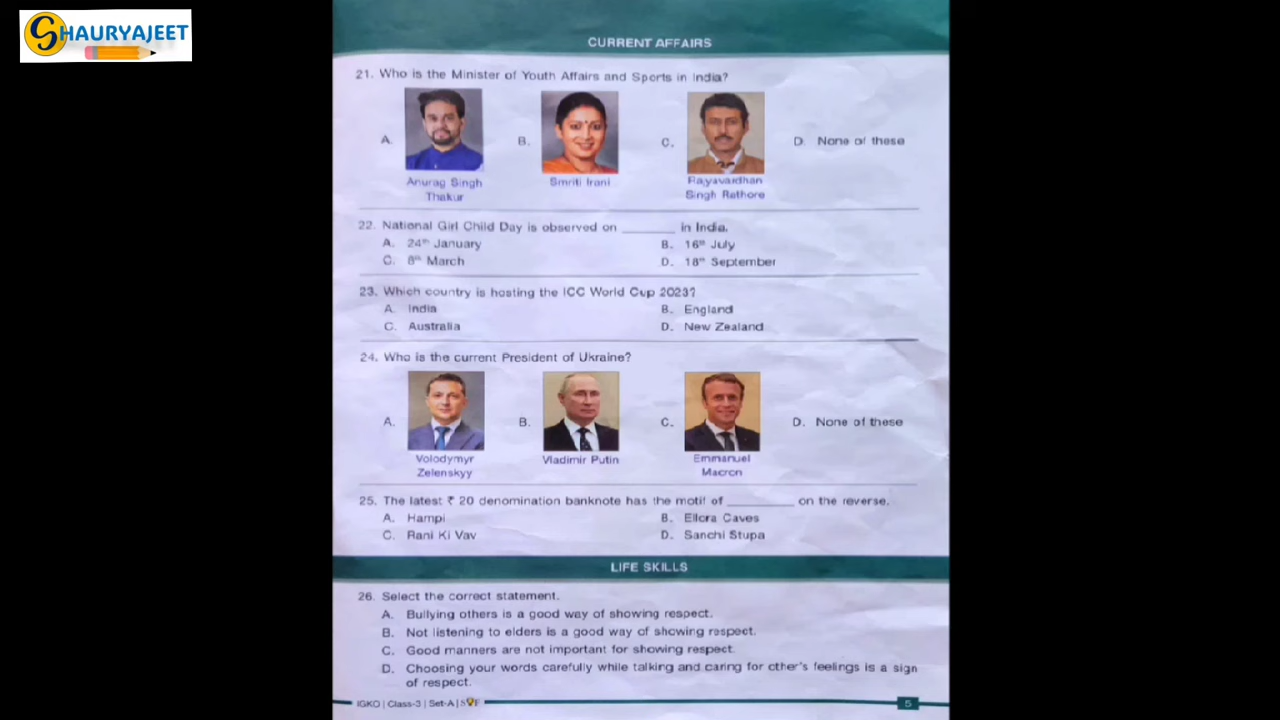 SHAURYAJEET
CURRENT AFFAIRS
21. Who is the Minister of Youth Affairs and Sports in India?
A. Anurag Singh Thakur
B. Smriti Irani
C. Rajyavardhan Singh Rathore
D. None of these
22. National Girl Child Day is observed on ________ in India.
A. 24th January
B. 16th July
C. 8th March
D. 18th September
23. Which country is hosting the ICC World Cup 2023?
A. India
B. England
C. Australia
D. New Zealand
24. Who is the current President of Ukraine?
A. Volodymyr Zelenskyy
B. Vladimir Putin
C. Emmanuel Macron
D. None of these
25. The latest ₹ 20 denomination banknote has the motif of __________ on the reverse.
A. Hampi
B. Ellora Caves
C. Rani Ki Vav
D. Sanchi Stupa
LIFE SKILLS
26. Select the correct statement.
A. Bullying others is a good way of showing respect.
B. Not listening to elders is a good way of showing respect.
C. Good manners are not important for showing respect.
D. Choosing your words carefully while talking and caring for other's feelings is a sign
of respect.
IGKO | Class-3 | Set-A | SOF
5